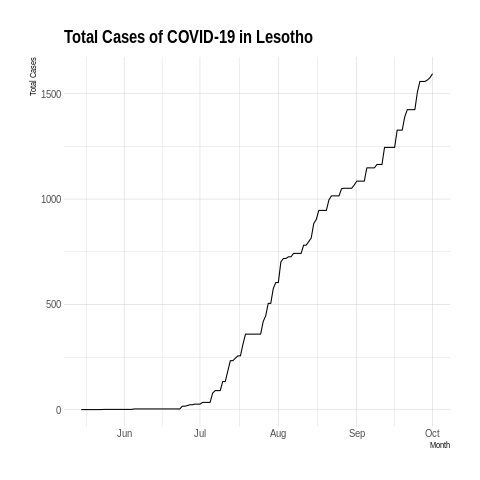 Total Cases of COVID-19 in Lesotho
Total Cases
1500
1000
500
0
Jun Jul Aug Sep Oct
Month